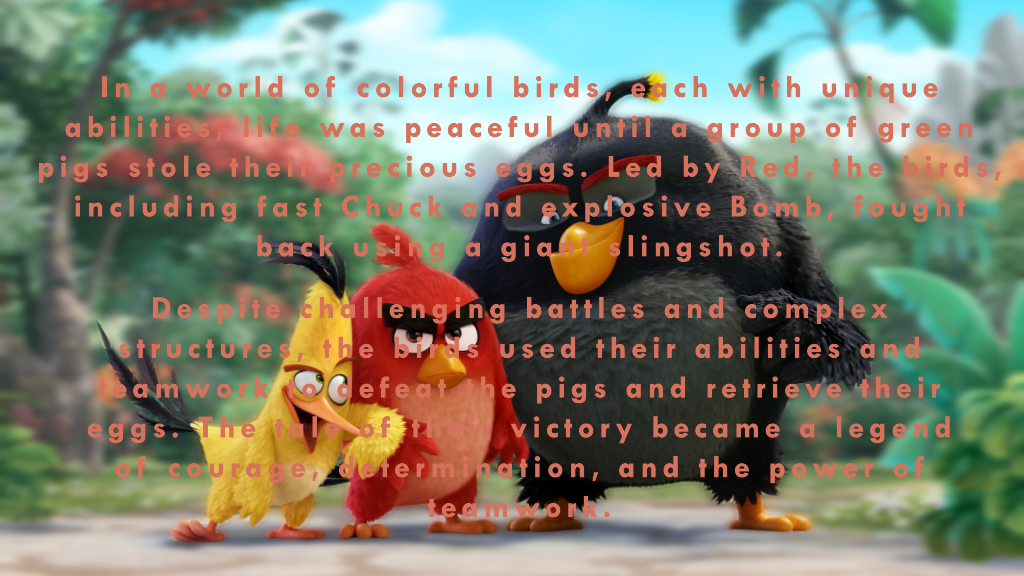 In a world of colorful birds, each with unique
abilities, life was peaceful until a group of green
pigs stole their precious eggs. Led by Red, the birds,
including fast Chuck and explosive Bomb, fought
back using a giant slingshot.
Despite challenging battles and complex
structures, the birds used their abilities and
teamwork to defeat the pigs and retrieve their
eggs. The tale of their victory became a legend
of courage, determination, and the power of
teamwork.